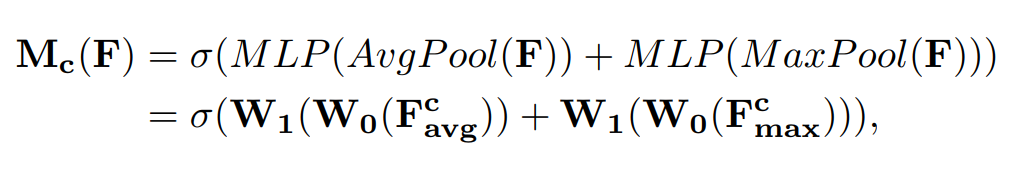 M_c(F) = σ(MLP(AvgPool(F)) + MLP(MaxPool(F)))
= σ(W_1(W_0(F^c_avg)) + W_1(W_0(F^c_max))),